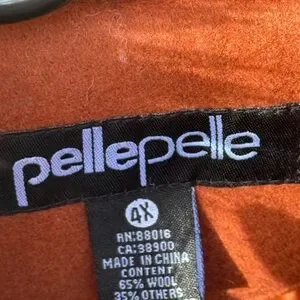 pellepelle
4X
RN:88016
CA:38900
MADE IN CHINA
CONTENT
65% WOOL
35% OTHERS